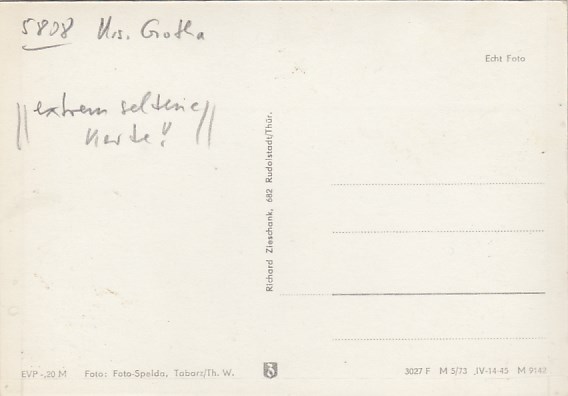 5808 Krs. Gotha
Echt Foto
"extrem seltene
Karte!"
Richard Zieschank, 682 Rudolstadt/Thür.
EVP -,20 M Foto: Foto-Spelda, Tabarz/Th. W.
3027 F M 5/73 IV-14-45 M 9143